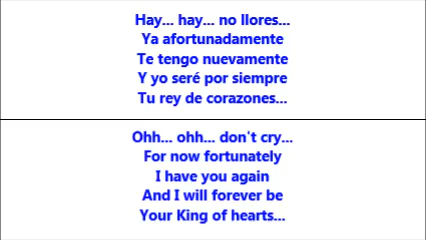 Hay... hay... no llores...
Ya afortunadamente
Te tengo nuevamente
Y yo seré por siempre
Tu rey de corazones...
Ohh... ohh... don't cry...
For now fortunately
I have you again
And I will forever be
Your King of hearts...